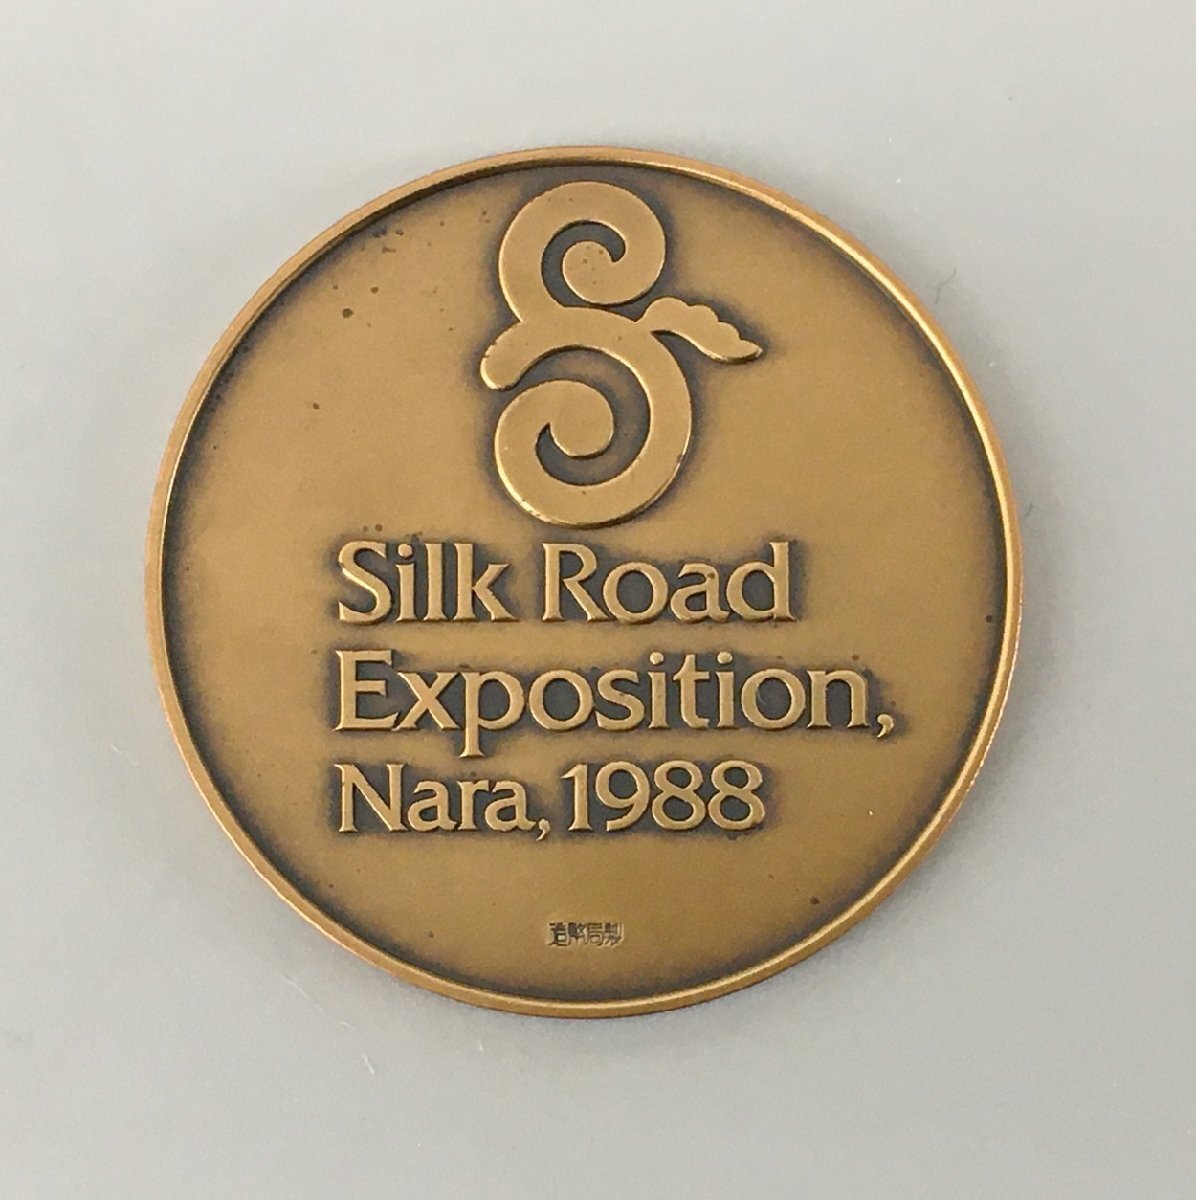 Silk Road
Exposition,
Nara, 1988
造幣局製